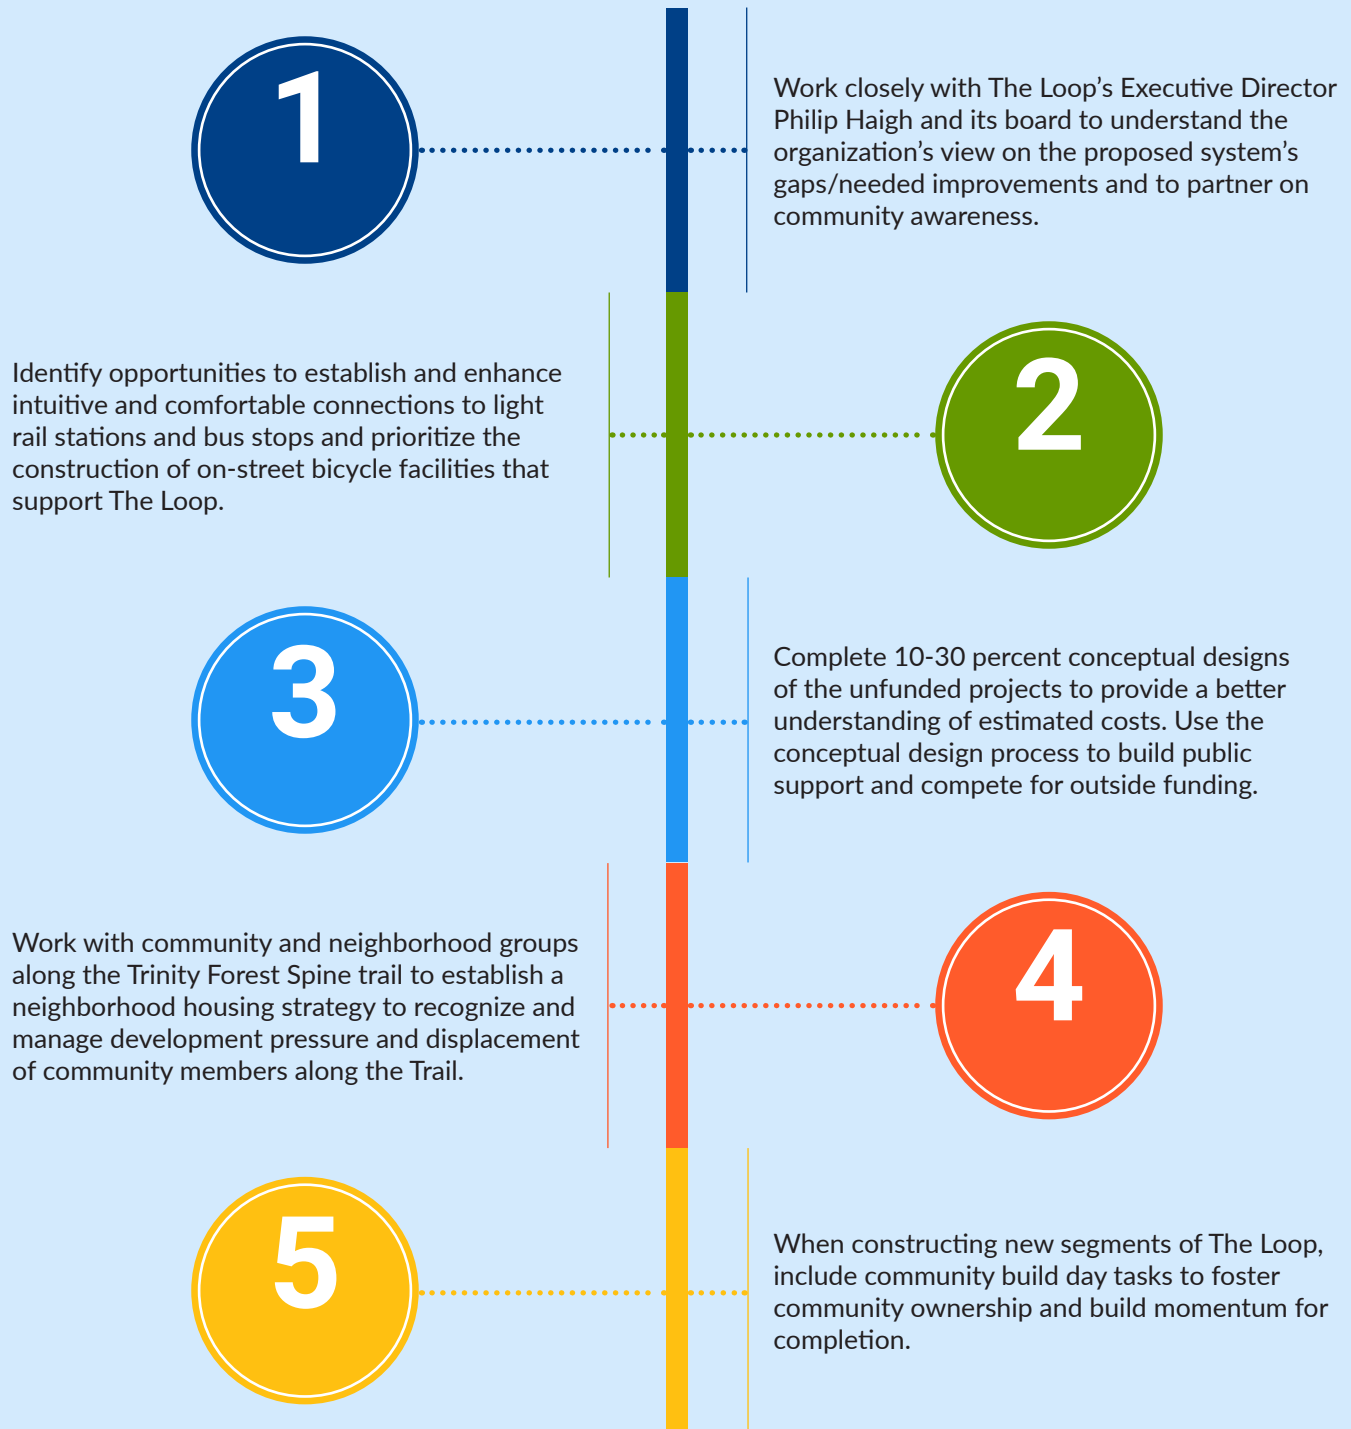 1
Work closely with The Loop’s Executive Director
Philip Haigh and its board to understand the
organization’s view on the proposed system’s
gaps/needed improvements and to partner on
community awareness.
2
Identify opportunities to establish and enhance
intuitive and comfortable connections to light
rail stations and bus stops and prioritize the
construction of on-street bicycle facilities that
support The Loop.
3
Complete 10-30 percent conceptual designs
of the unfunded projects to provide a better
understanding of estimated costs. Use the
conceptual design process to build public
support and compete for outside funding.
4
Work with community and neighborhood groups
along the Trinity Forest Spine trail to establish a
neighborhood housing strategy to recognize and
manage development pressure and displacement
of community members along the Trail.
5
When constructing new segments of The Loop,
include community build day tasks to foster
community ownership and build momentum for
completion.